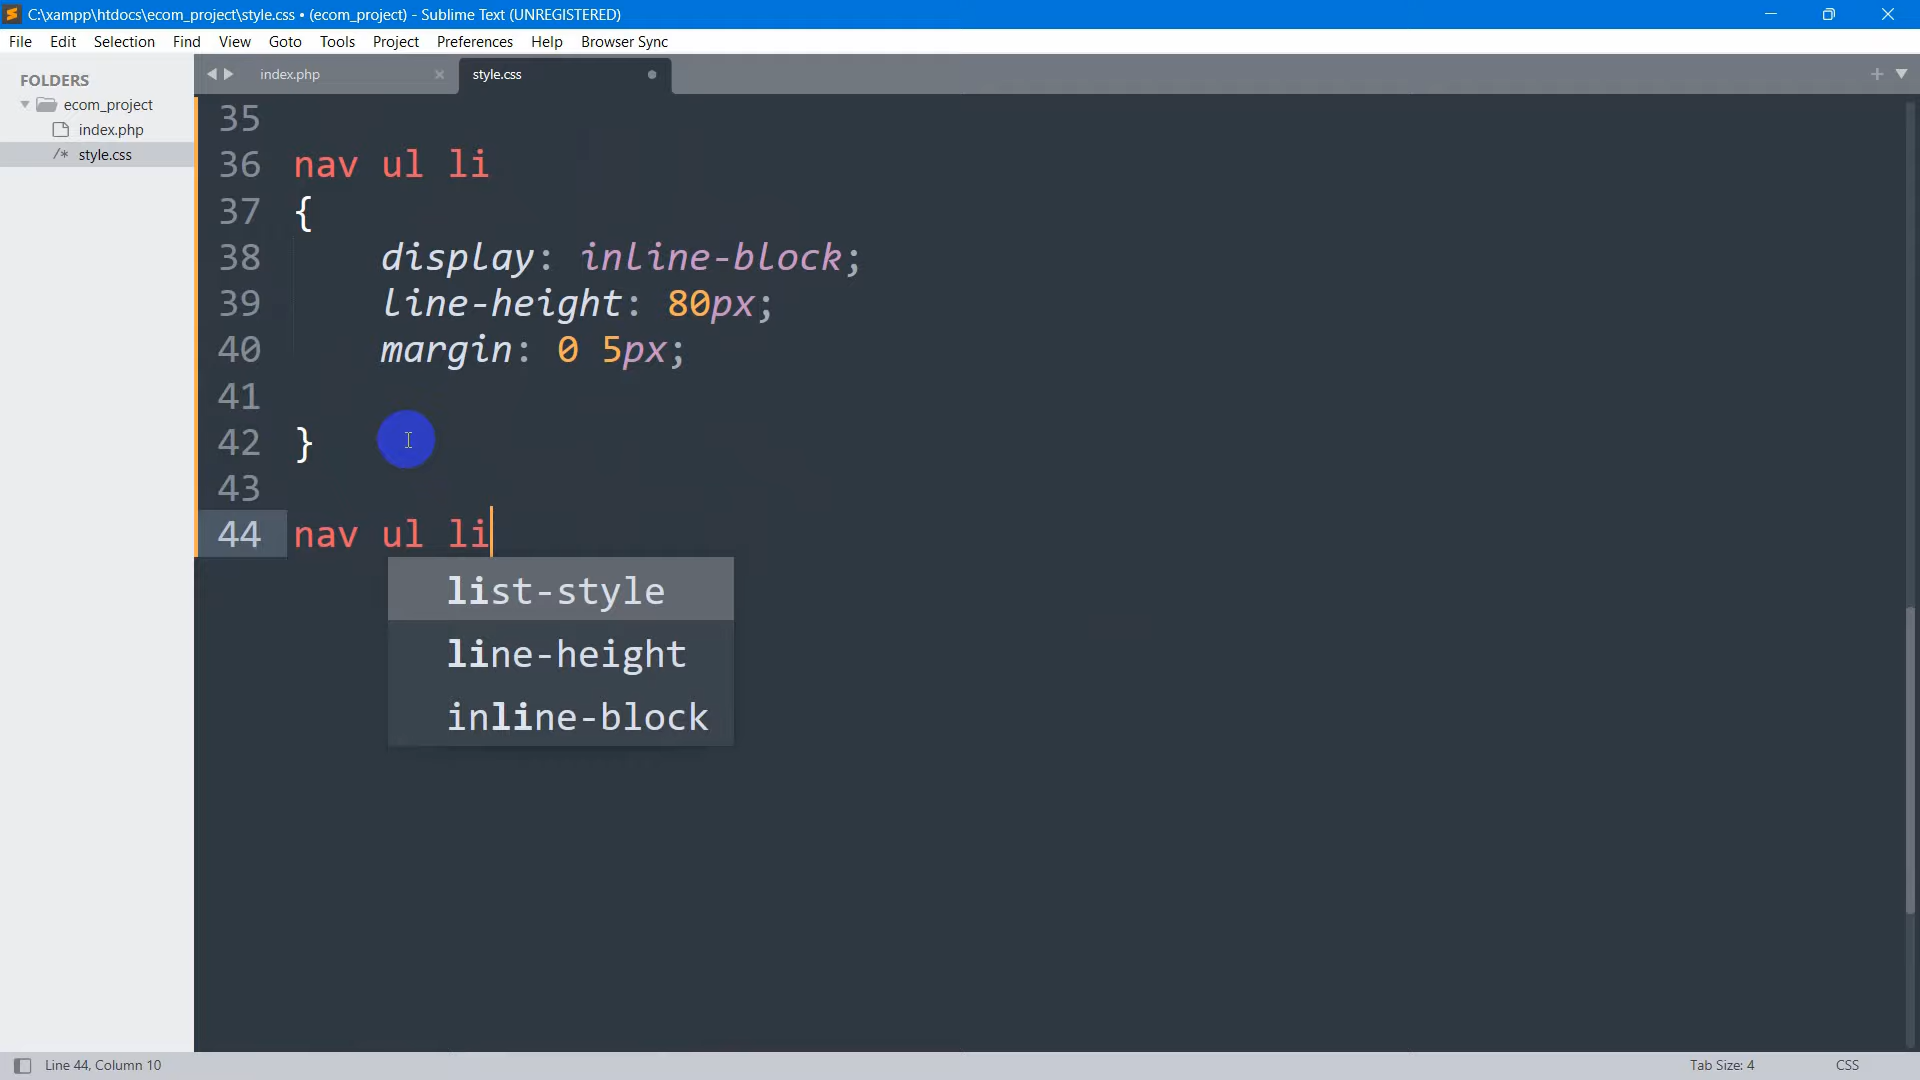 C:\xampp\htdocs\ecom_project\style.css • (ecom_project) - Sublime Text (UNREGISTERED)
File Edit Selection Find View Goto Tools Project Preferences Help Browser Sync
FOLDERS
ecom_project
index.php
/* style.css
index.php × style.css
35
36 nav ul li
37 {
38 display: inline-block;
39 line-height: 80px;
40 margin: 0 5px;
41
42 }
43
44 nav ul li
list-style
line-height
inline-block
Line 44, Column 10 Tab Size: 4 CSS